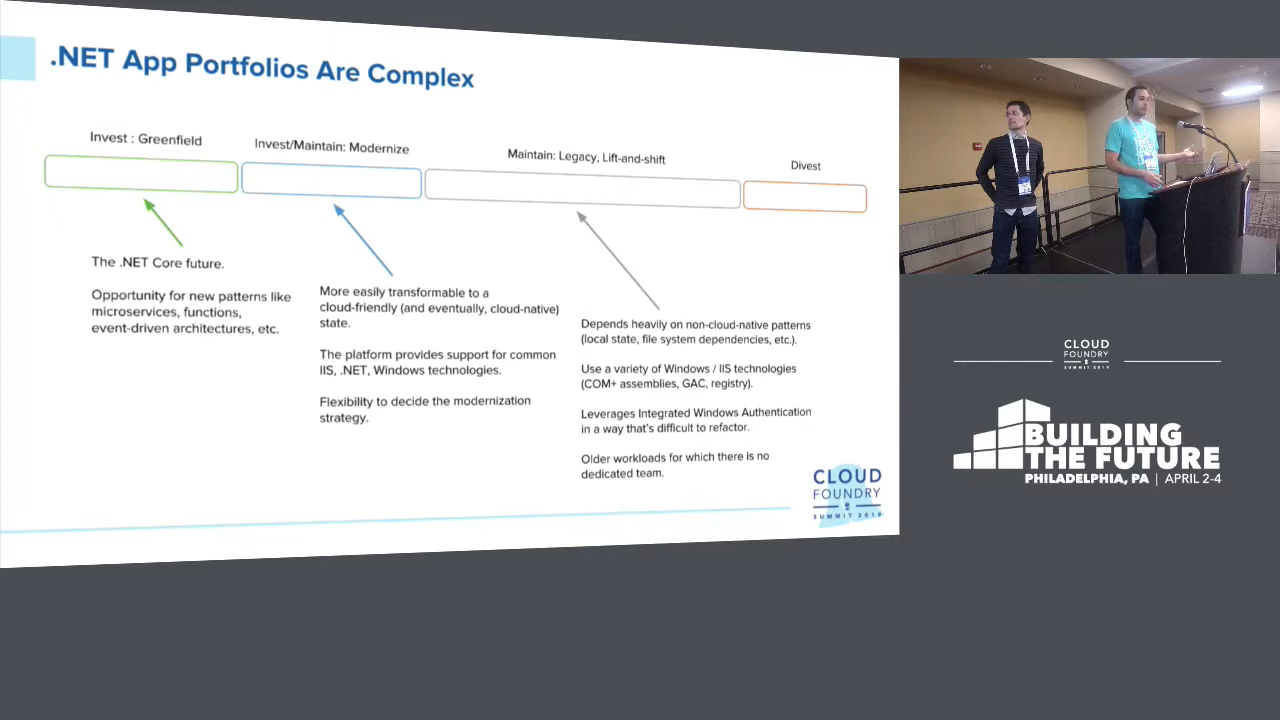 .NET App Portfolios Are Complex
Invest : Greenfield
Invest/Maintain: Modernize
Maintain: Legacy, Lift-and-shift
Divest
The .NET Core future.
Opportunity for new patterns like
microservices, functions,
event-driven architectures, etc.
More easily transformable to a
cloud-friendly (and eventually, cloud-native)
state.
The platform provides support for common
IIS, .NET, Windows technologies.
Flexibility to decide the modernization
strategy.
Depends heavily on non-cloud-native patterns
(local state, file system dependencies, etc.).
Use a variety of Windows / IIS technologies
(COM+ assemblies, GAC, registry).
Leverages Integrated Windows Authentication
in a way that's difficult to refactor.
Older workloads for which there is no
dedicated team.
CLOUD
FOUNDRY
SUMMIT 2019
CLOUD
FOUNDRY
SUMMIT 2019
BUILDING
THE FUTURE
PHILADELPHIA, PA | APRIL 2-4